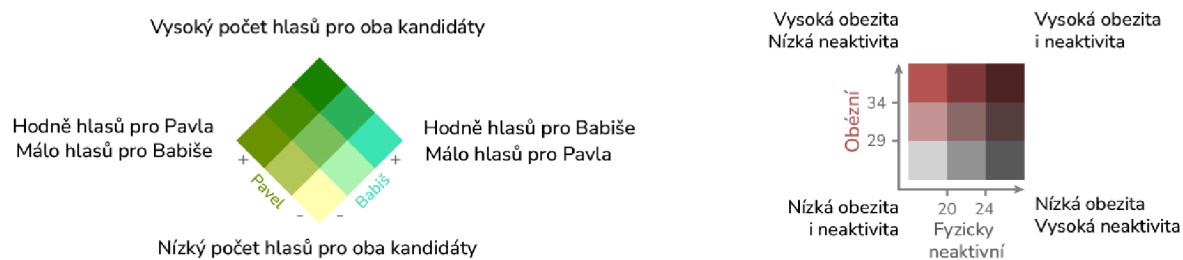 Vysoký počet hlasů pro oba kandidáty
Hodně hlasů pro Pavla
Málo hlasů pro Babiše
Hodně hlasů pro Babiše
Málo hlasů pro Pavla
+
+
Pavel
Babiš
-
-
Nízký počet hlasů pro oba kandidáty
Vysoká obezita
Nízká neaktivita
Vysoká obezita
i neaktivita
Obézní
34
29
Nízká obezita
i neaktivita
20
24
Fyzicky
neaktivní
Nízká obezita
Vysoká neaktivita